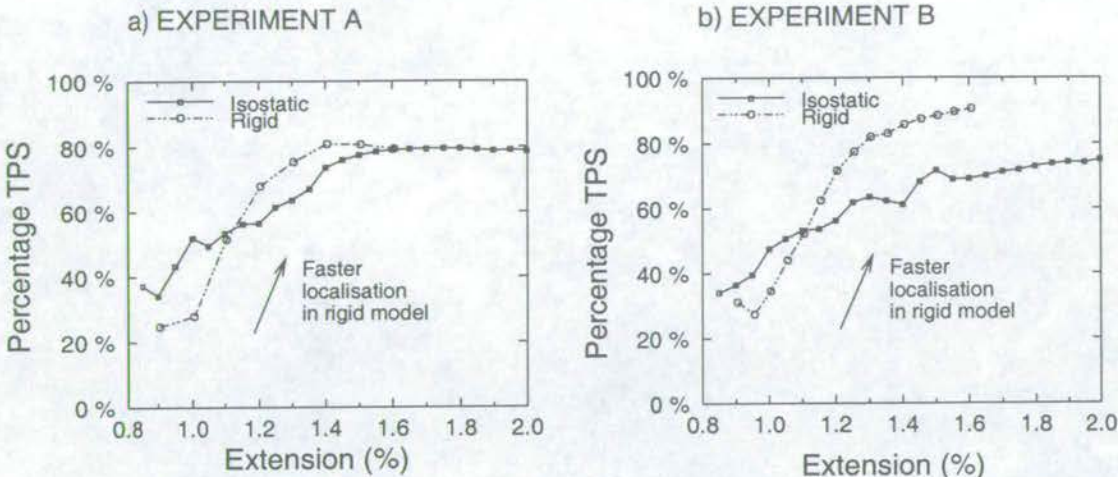 a) EXPERIMENT A
100 %
80 %
60 %
40 %
20 %
0 %
Percentage TPS
Isostatic
Rigid
Faster
localisation
in rigid model
0.8 1.0 1.2 1.4 1.6 1.8 2.0
Extension (%)
b) EXPERIMENT B
100 %
80 %
60 %
40 %
20 %
0 %
Percentage TPS
Isostatic
Rigid
Faster
localisation
in rigid model
0.8 1.0 1.2 1.4 1.6 1.8 2.0
Extension (%)